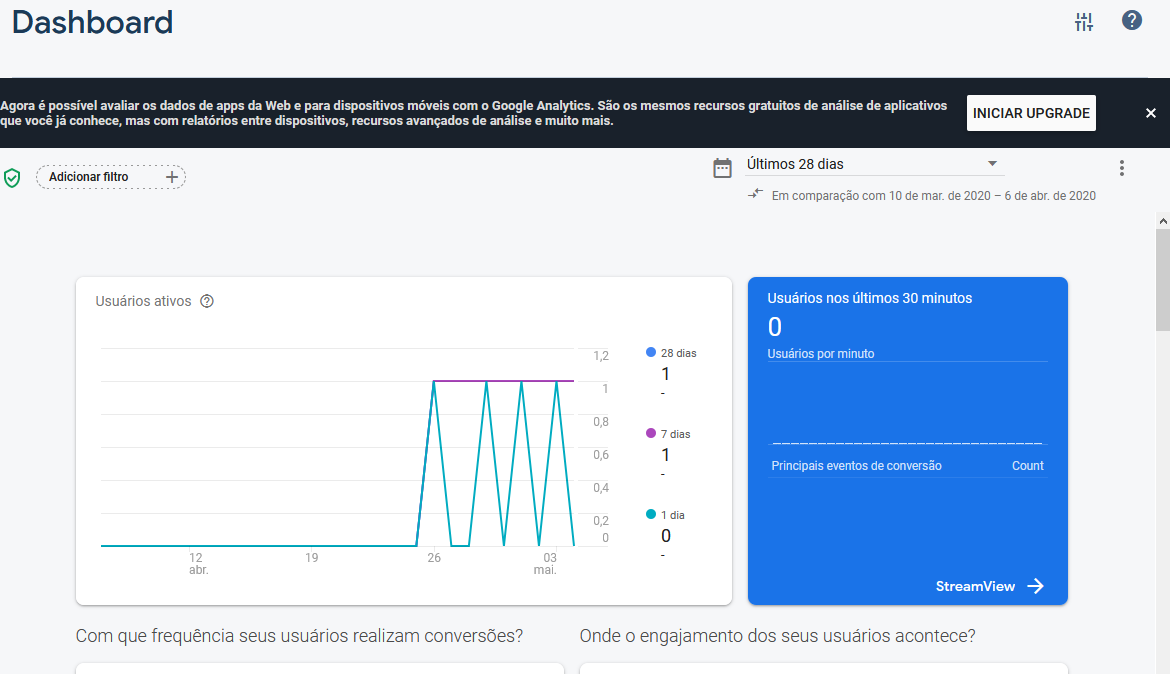 Dashboard
Agora é possível avaliar os dados de apps da Web e para dispositivos móveis com o Google Analytics. São os mesmos recursos gratuitos de análise de aplicativos
que você já conhece, mas com relatórios entre dispositivos, recursos avançados de análise e muito mais.
INICIAR UPGRADE
Adicionar filtro
Últimos 28 dias
Em comparação com 10 de mar. de 2020 – 6 de abr. de 2020
Usuários ativos
1,2
1
0,8
0,6
0,4
0,2
0
12
abr.
19
26
03
mai.
28 dias
1
-
7 dias
1
-
1 dia
0
-
Usuários nos últimos 30 minutos
0
Usuários por minuto
Principais eventos de conversão Count
StreamView
Com que frequência seus usuários realizam conversões?
Onde o engajamento dos seus usuários acontece?